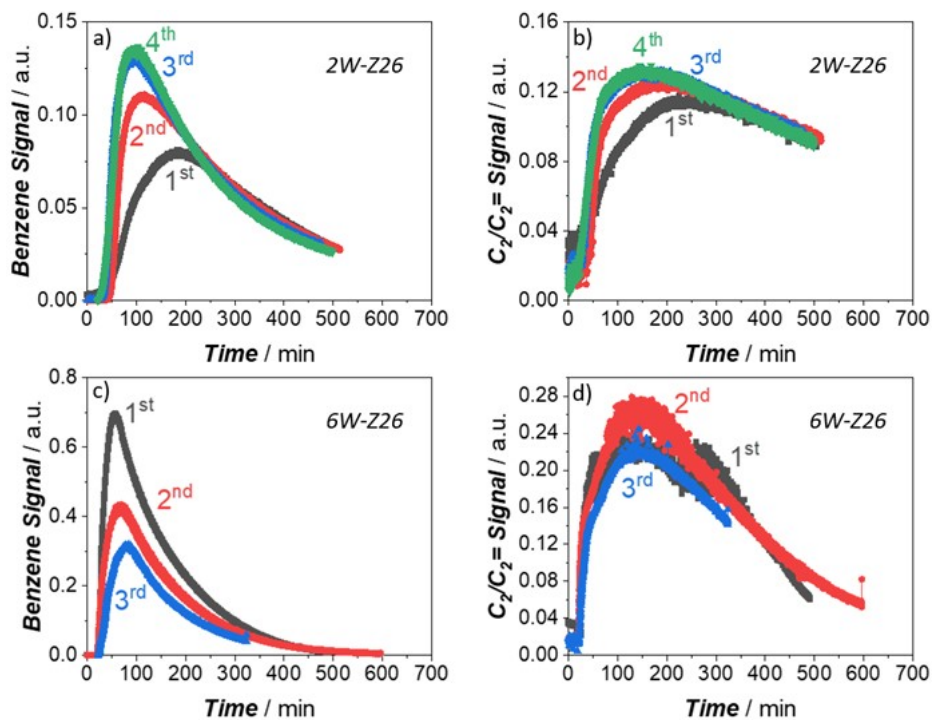 a)
2W-Z26
4th
3rd
2nd
1st
0.15
0.10
0.05
0.00
Benzene Signal / a.u.
0 100 200 300 400 500 600 700
Time / min
b)
2W-Z26
4th
3rd
2nd
1st
0.16
0.12
0.08
0.04
0.00
C2/C2= Signal / a.u.
0 100 200 300 400 500 600 700
Time / min
c)
6W-Z26
1st
2nd
3rd
0.8
0.6
0.4
0.2
0.0
Benzene Signal / a.u.
0 100 200 300 400 500 600 700
Time / min
d)
6W-Z26
2nd
1st
3rd
0.28
0.24
0.20
0.16
0.12
0.08
0.04
0.00
C2/C2= Signal / a.u.
0 100 200 300 400 500 600 700
Time / min